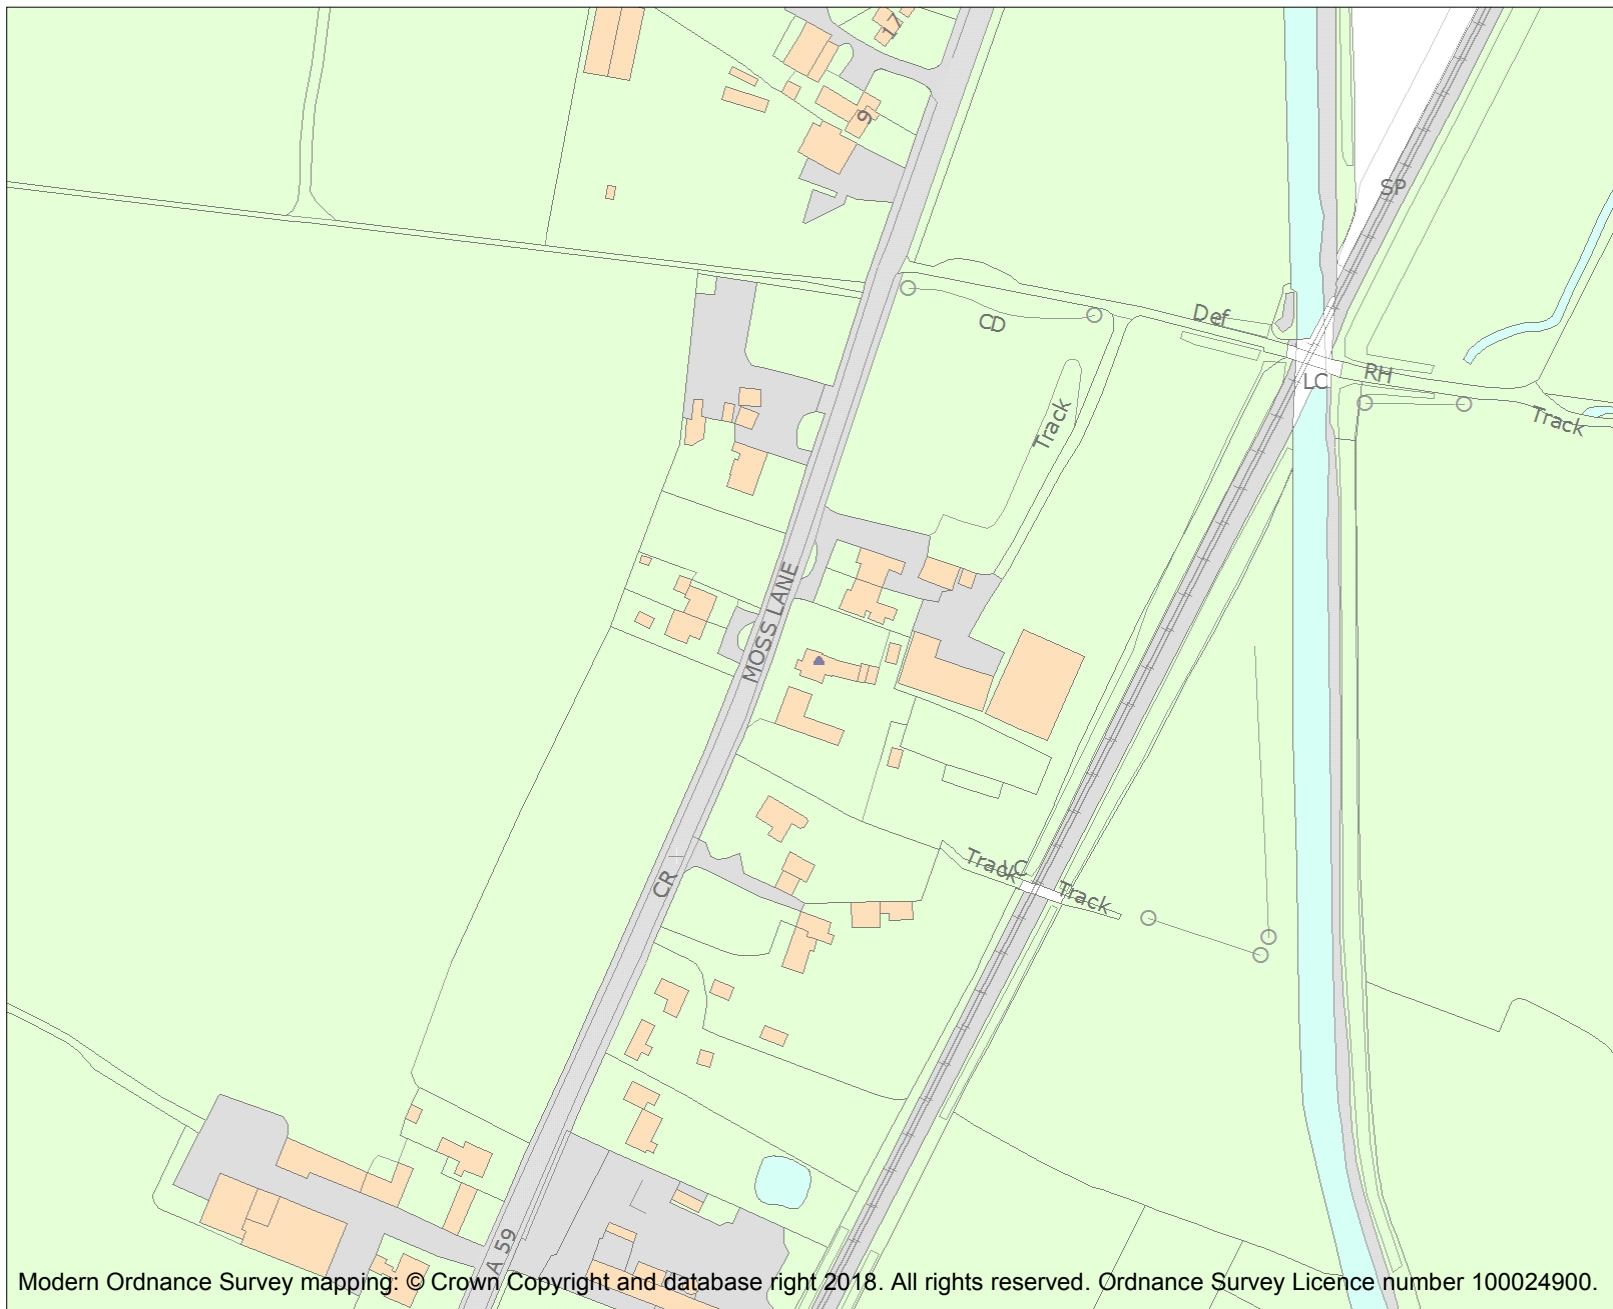 17
9
SP
Def
CD
LC
RH
Track
Track
MOSS LANE
Track
LC
Track
CR
A 59
Modern Ordnance Survey mapping: © Crown Copyright and database right 2018. All rights reserved. Ordnance Survey Licence number 100024900.